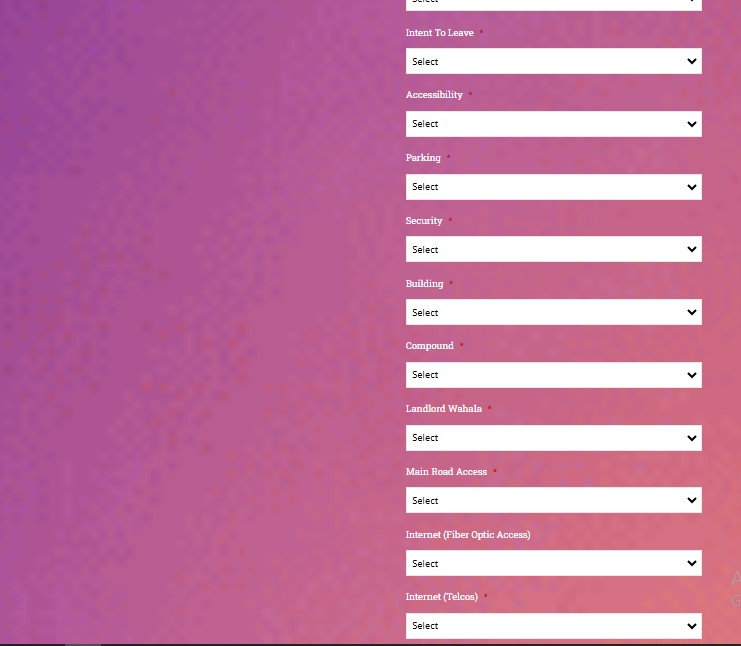 Select
Intent To Leave *
Select
Accessibility *
Select
Parking *
Select
Security *
Select
Building *
Select
Compound *
Select
Landlord Wahala *
Select
Main Road Access *
Select
Internet (Fiber Optic Access)
Select
Internet (Telcos) *
Select